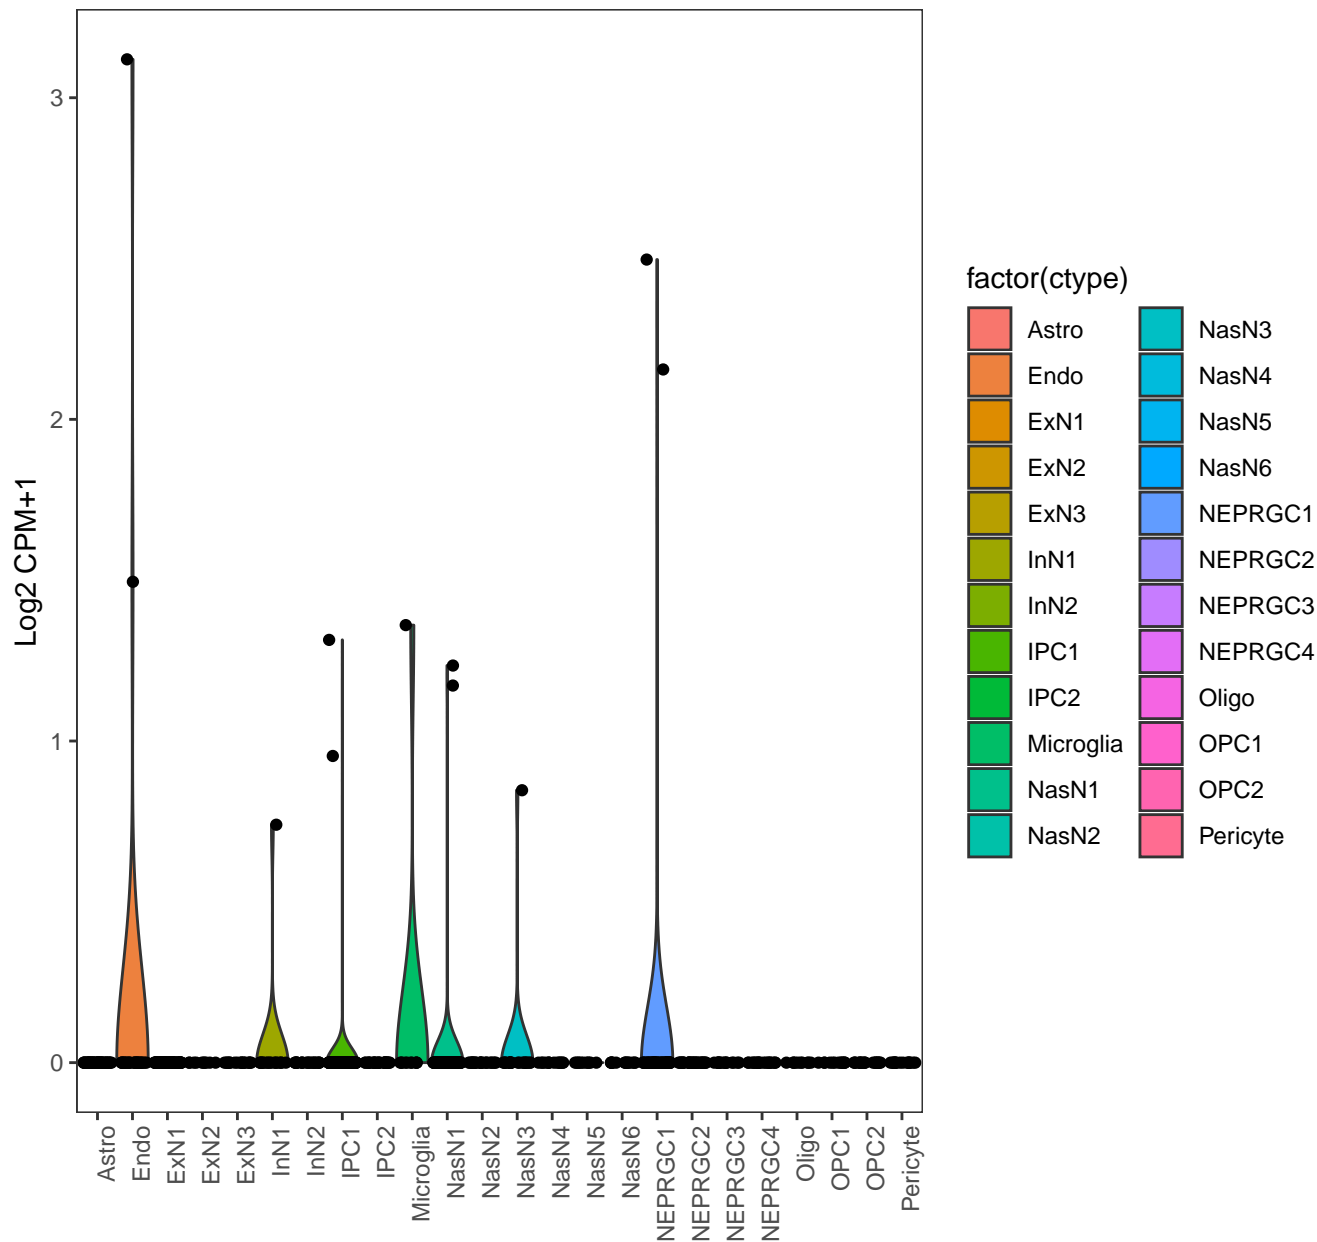 3
2
1
0
Log2 CPM+1
Astro
Endo
ExN1
ExN2
ExN3
InN1
InN2
IPC1
IPC2
Microglia
NasN1
NasN2
NasN3
NasN4
NasN5
NasN6
NEPRGC1
NEPRGC2
NEPRGC3
NEPRGC4
Oligo
OPC1
OPC2
Pericyte
factor(ctype)
Astro
Endo
ExN1
ExN2
ExN3
InN1
InN2
IPC1
IPC2
Microglia
NasN1
NasN2
NasN3
NasN4
NasN5
NasN6
NEPRGC1
NEPRGC2
NEPRGC3
NEPRGC4
Oligo
OPC1
OPC2
Pericyte